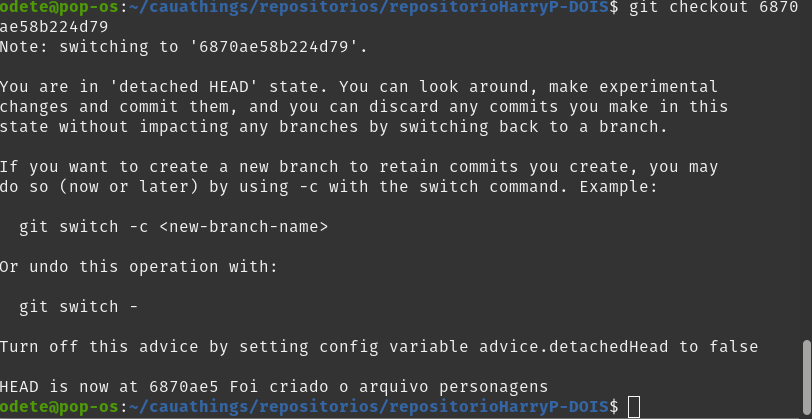 odete@pop-os:~/cauathings/repositorios/repositorioHarryP-DOIS$ git checkout 6870
ae58b224d79
Note: switching to '6870ae58b224d79'.
You are in 'detached HEAD' state. You can look around, make experimental
changes and commit them, and you can discard any commits you make in this
state without impacting any branches by switching back to a branch.
If you want to create a new branch to retain commits you create, you may
do so (now or later) by using -c with the switch command. Example:
git switch -c <new-branch-name>
Or undo this operation with:
git switch -
Turn off this advice by setting config variable advice.detachedHead to false
HEAD is now at 6870ae5 Foi criado o arquivo personagens
odete@pop-os:~/cauathings/repositorios/repositorioHarryP-DOIS$